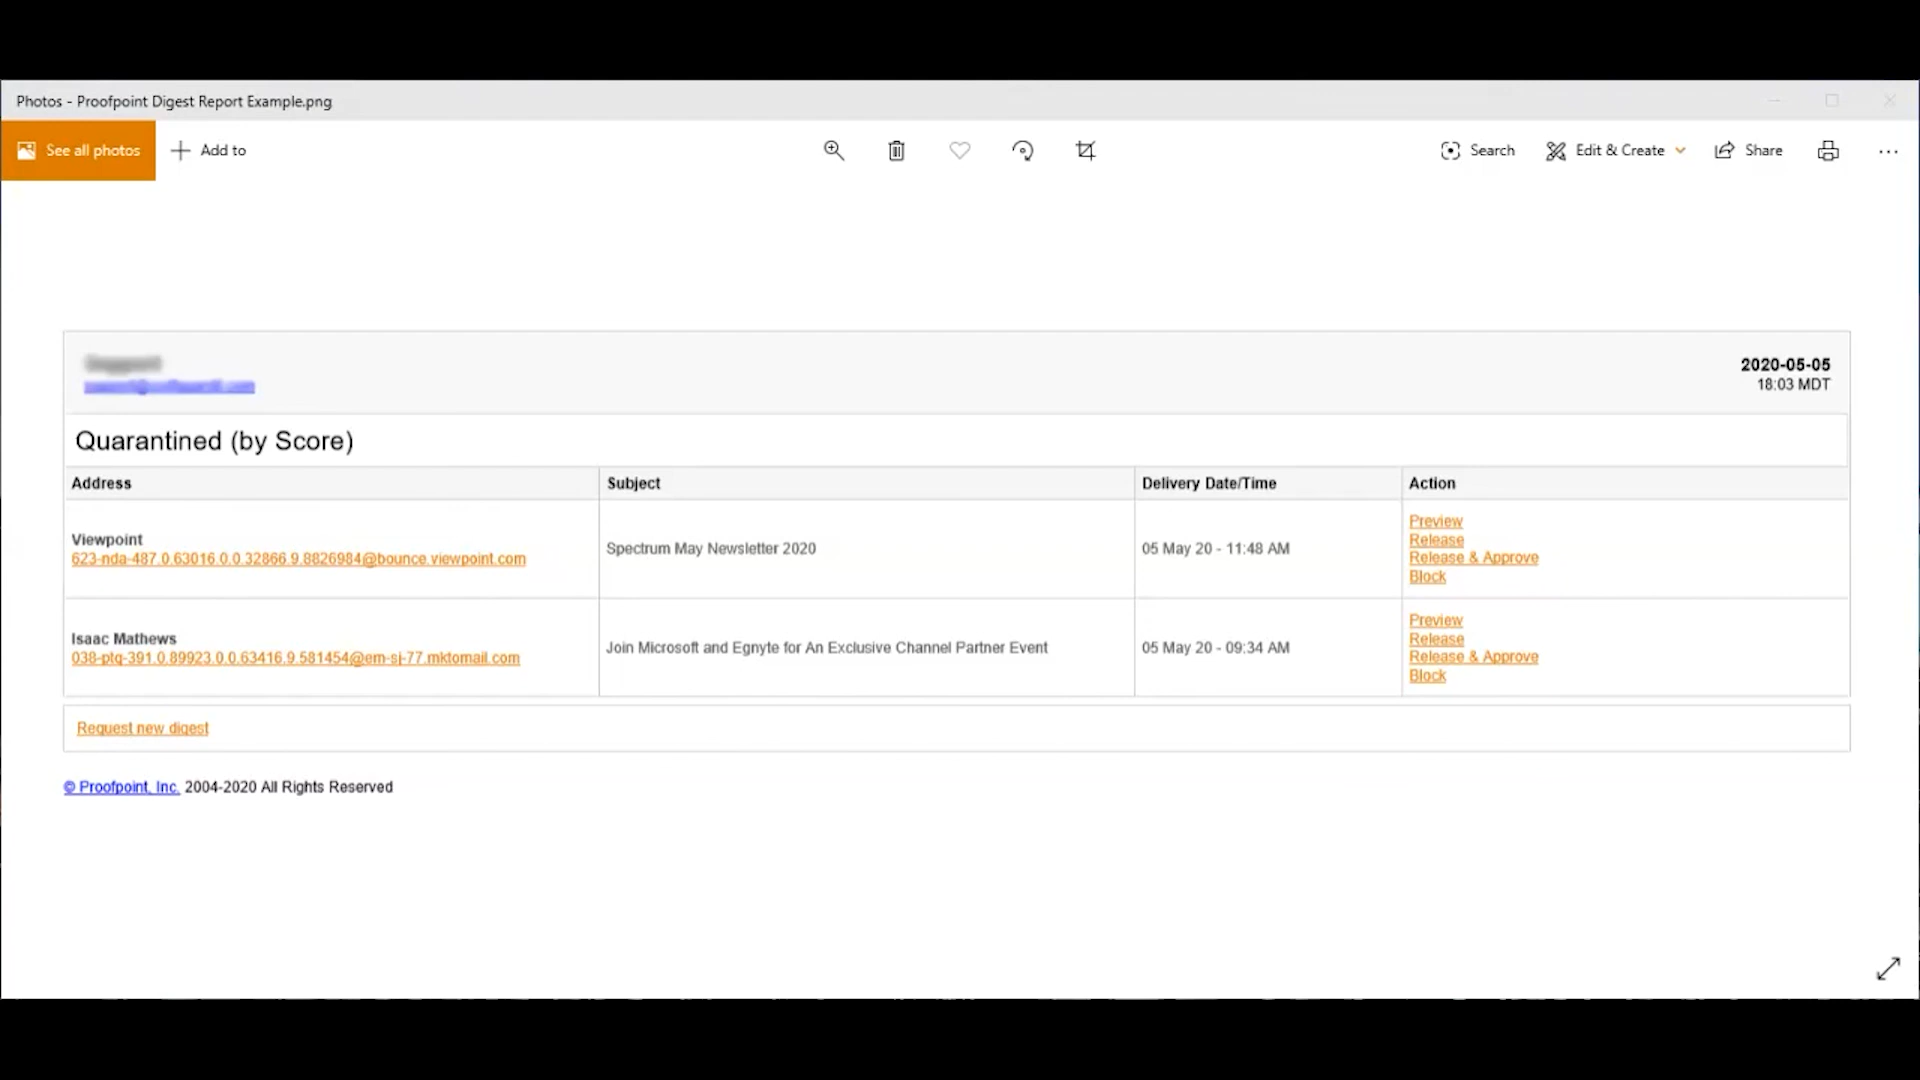 Photos - Proofpoint Digest Report Example.png
See all photos
Add to
Search
Edit & Create
Share
2020-05-05
18:03 MDT
Quarantined (by Score)
Address Subject Delivery Date/Time Action
Viewpoint
623-nda-487.0.63016.0.0.32866.9.8826984@bounce.viewpoint.com
Spectrum May Newsletter 2020
05 May 20 - 11:48 AM
Preview
Release
Release & Approve
Block
Isaac Mathews
038-ptq-391.0.89923.0.0.63416.9.581454@em-sj-77.mktomail.com
Join Microsoft and Egnyte for An Exclusive Channel Partner Event
05 May 20 - 09:34 AM
Preview
Release
Release & Approve
Block
Request new digest
© Proofpoint, Inc. 2004-2020 All Rights Reserved